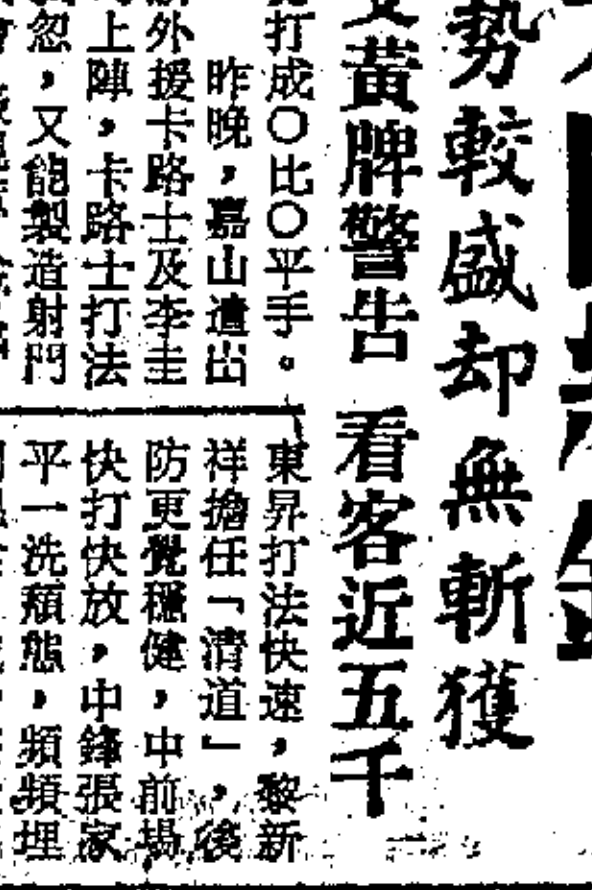 勢較盛却無斬獲
黃牌警告 看客近五千
打成〇比〇平手。
昨晚，嘉山遣出
外援卡路士及李圭
上陣，卡路士打法
忽，又能製造射門
東昇打法快速，黎新
祥擔任「清道」，後
防更覺穩健，中前場
快打快放，中鋒張家
平一洗頹態，頻頻埋